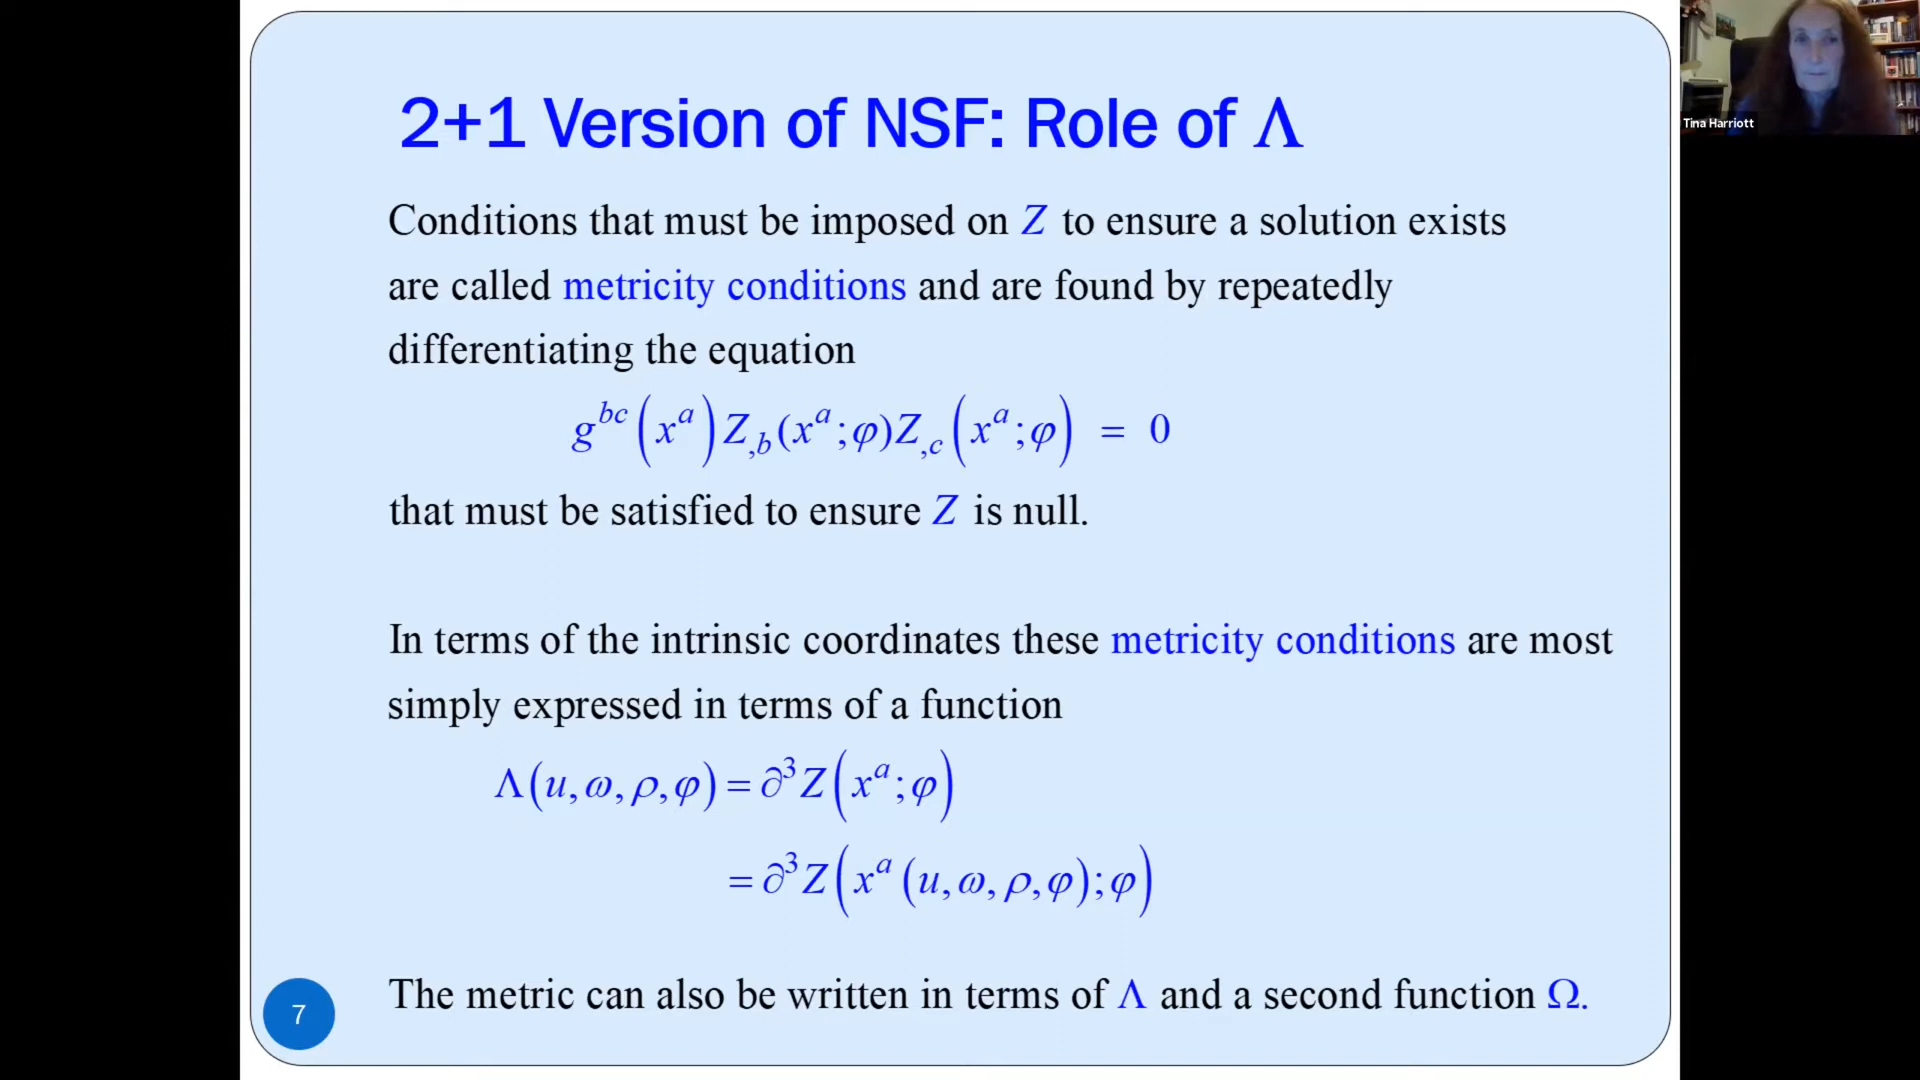 2+1 Version of NSF: Role of Λ
Tina Harriott
Conditions that must be imposed on Z to ensure a solution exists
are called metricity conditions and are found by repeatedly
differentiating the equation
g^{bc}(x^a)Z_{,b}(x^a;φ)Z_{,c}(x^a;φ) = 0
that must be satisfied to ensure Z is null.
In terms of the intrinsic coordinates these metricity conditions are most
simply expressed in terms of a function
Λ(u,ω,ρ,φ) = ∂³Z(x^a;φ)
= ∂³Z(x^a(u,ω,ρ,φ);φ)
The metric can also be written in terms of Λ and a second function Ω.
7